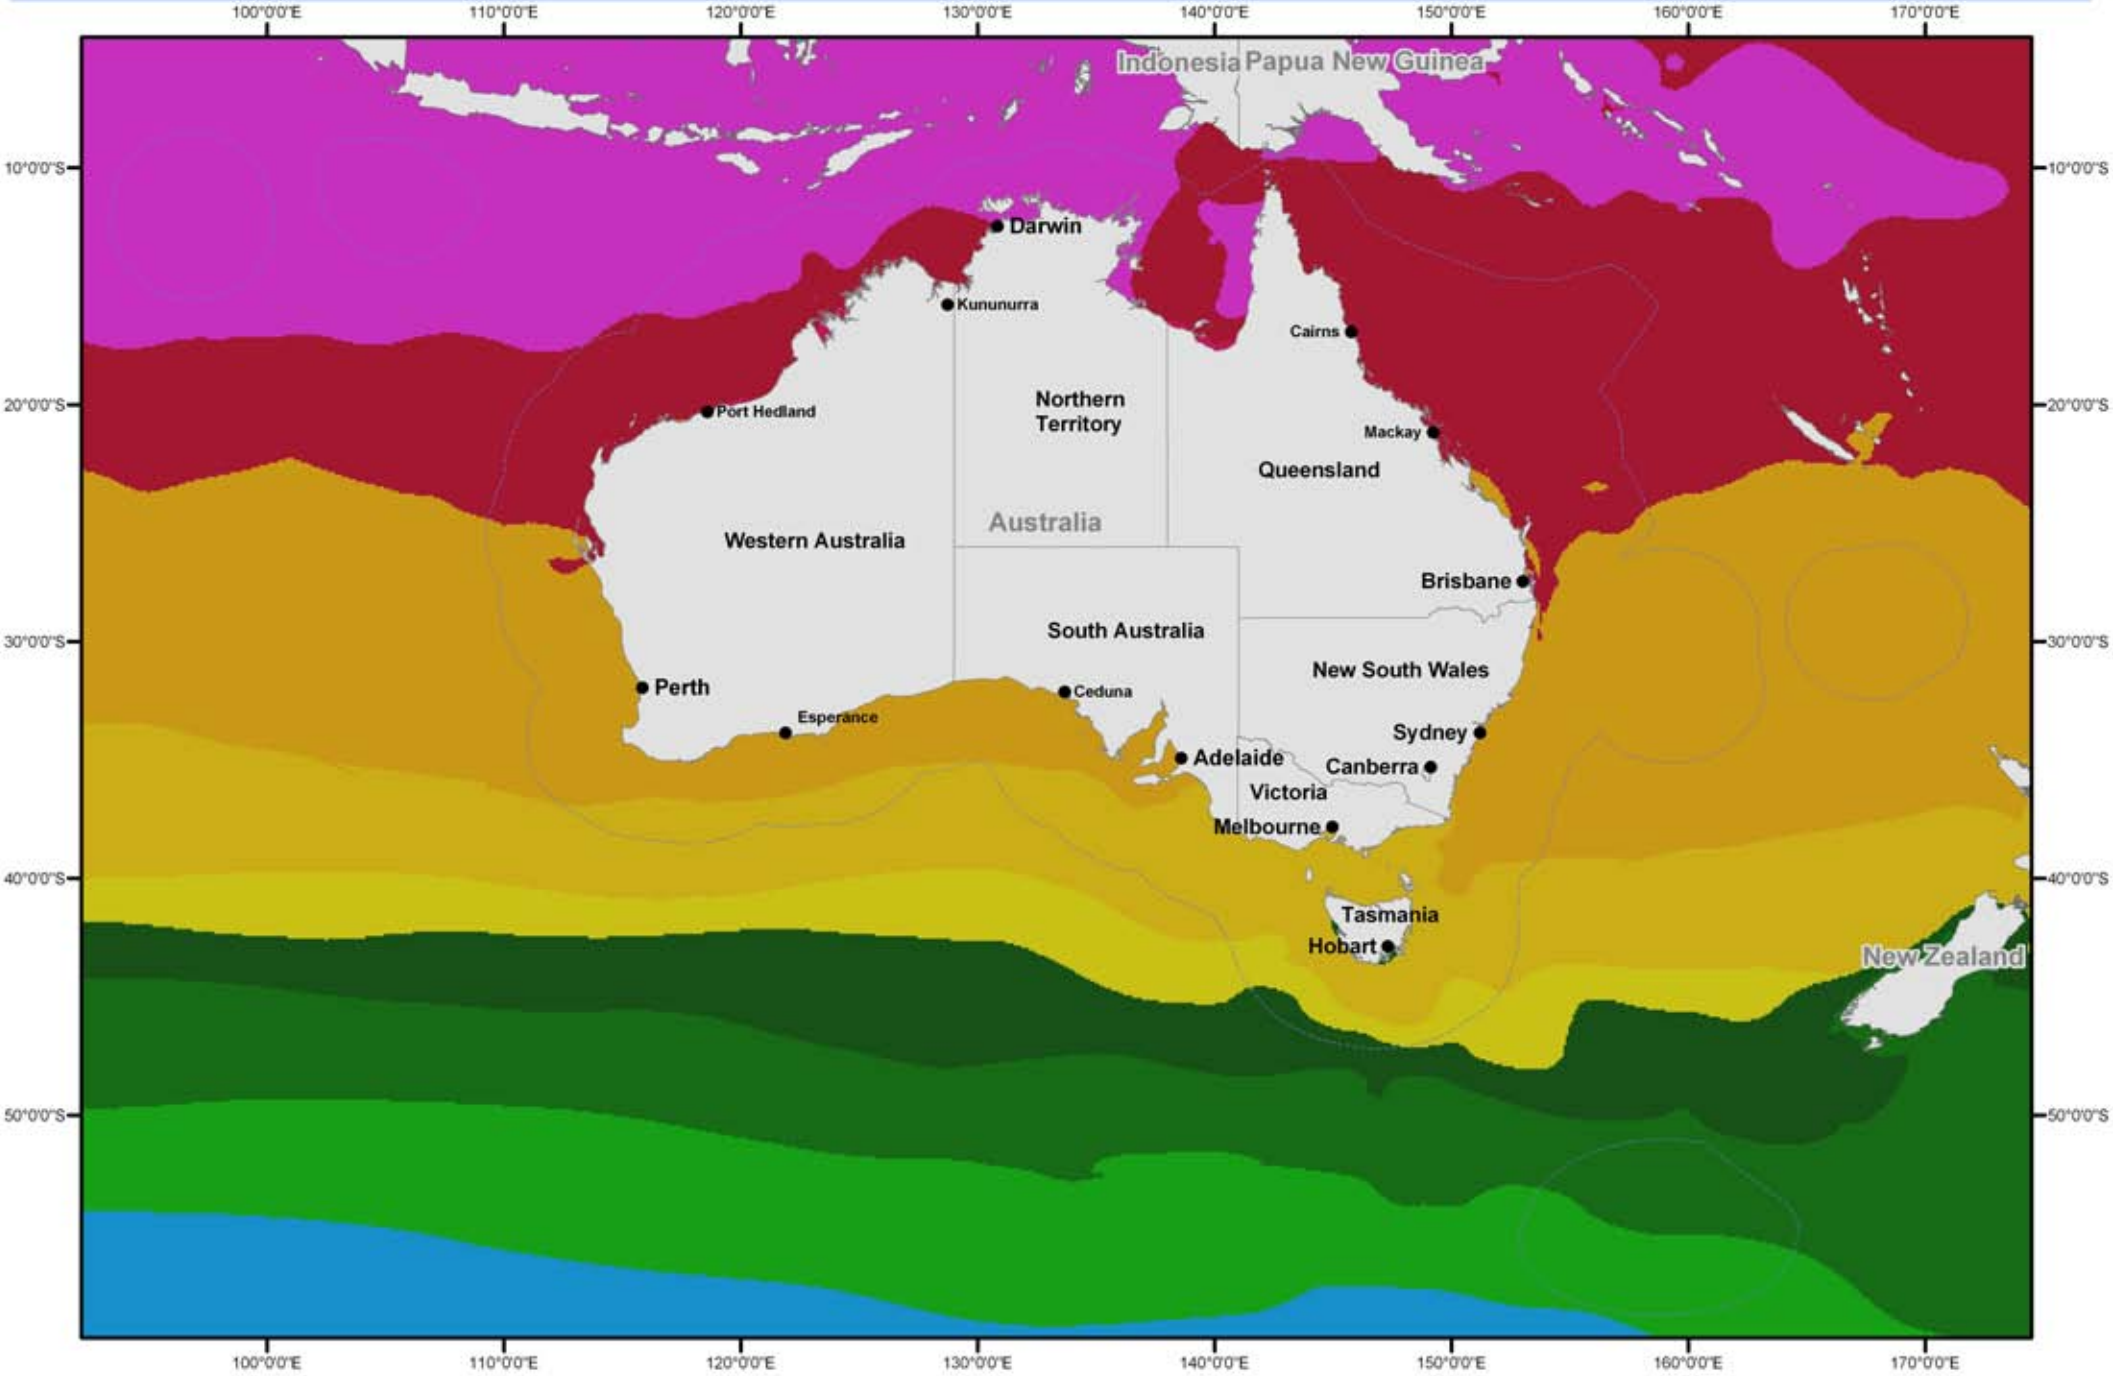 100°0'0"E 110°0'0"E 120°0'0"E 130°0'0"E 140°0'0"E 150°0'0"E 160°0'0"E 170°0'0"E
Indonesia Papua New Guinea
10°0'0"S 10°0'0"S
Darwin
Kununurra
Cairns
Northern
Territory
20°0'0"S 20°0'0"S
Port Hedland
Mackay
Queensland
Australia
Western Australia
Brisbane
South Australia
30°0'0"S 30°0'0"S
New South Wales
Perth
Ceduna
Esperance
Sydney
Adelaide
Canberra
Victoria
Melbourne
40°0'0"S 40°0'0"S
Tasmania
Hobart
New Zealand
50°0'0"S 50°0'0"S
100°0'0"E 110°0'0"E 120°0'0"E 130°0'0"E 140°0'0"E 150°0'0"E 160°0'0"E 170°0'0"E